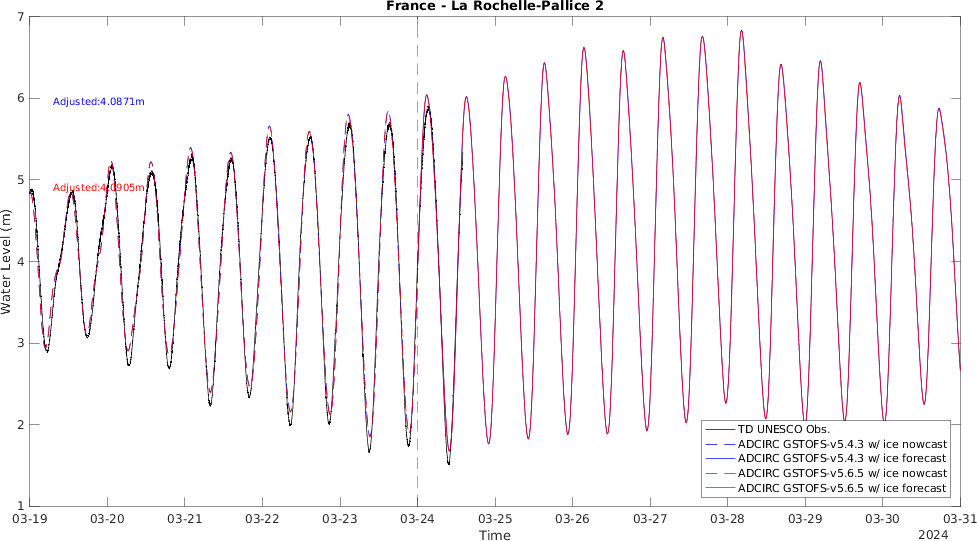 France - La Rochelle-Pallice 2
7
6
5
4
3
2
1
Water Level (m)
Adjusted:4.0871m
Adjusted:4.0905m
TD UNESCO Obs.
ADCIRC GSTOFS-v5.4.3 w/ ice nowcast
ADCIRC GSTOFS-v5.4.3 w/ ice forecast
ADCIRC GSTOFS-v5.6.5 w/ ice nowcast
ADCIRC GSTOFS-v5.6.5 w/ ice forecast
03-19 03-20 03-21 03-22 03-23 03-24 03-25 03-26 03-27 03-28 03-29 03-30 03-31
Time
2024